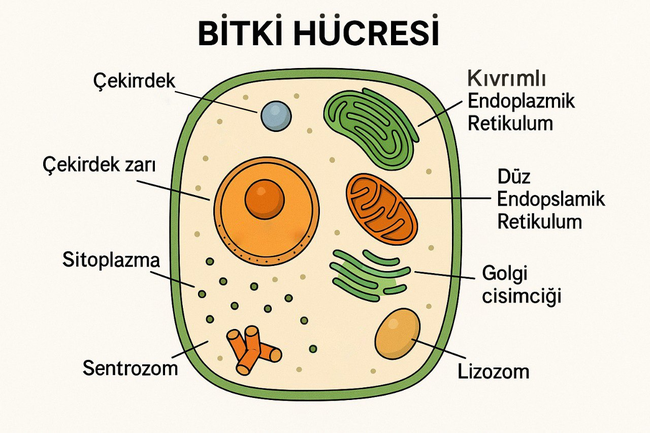 BİTKİ HÜCRESİ
Çekirdek
Kıvrımlı
Endoplazmik
Retikulum
Çekirdek zarı
Düz
Endopslamik
Retikulum
Sitoplazma
Golgi
cisimciği
Sentrozom
Lizozom